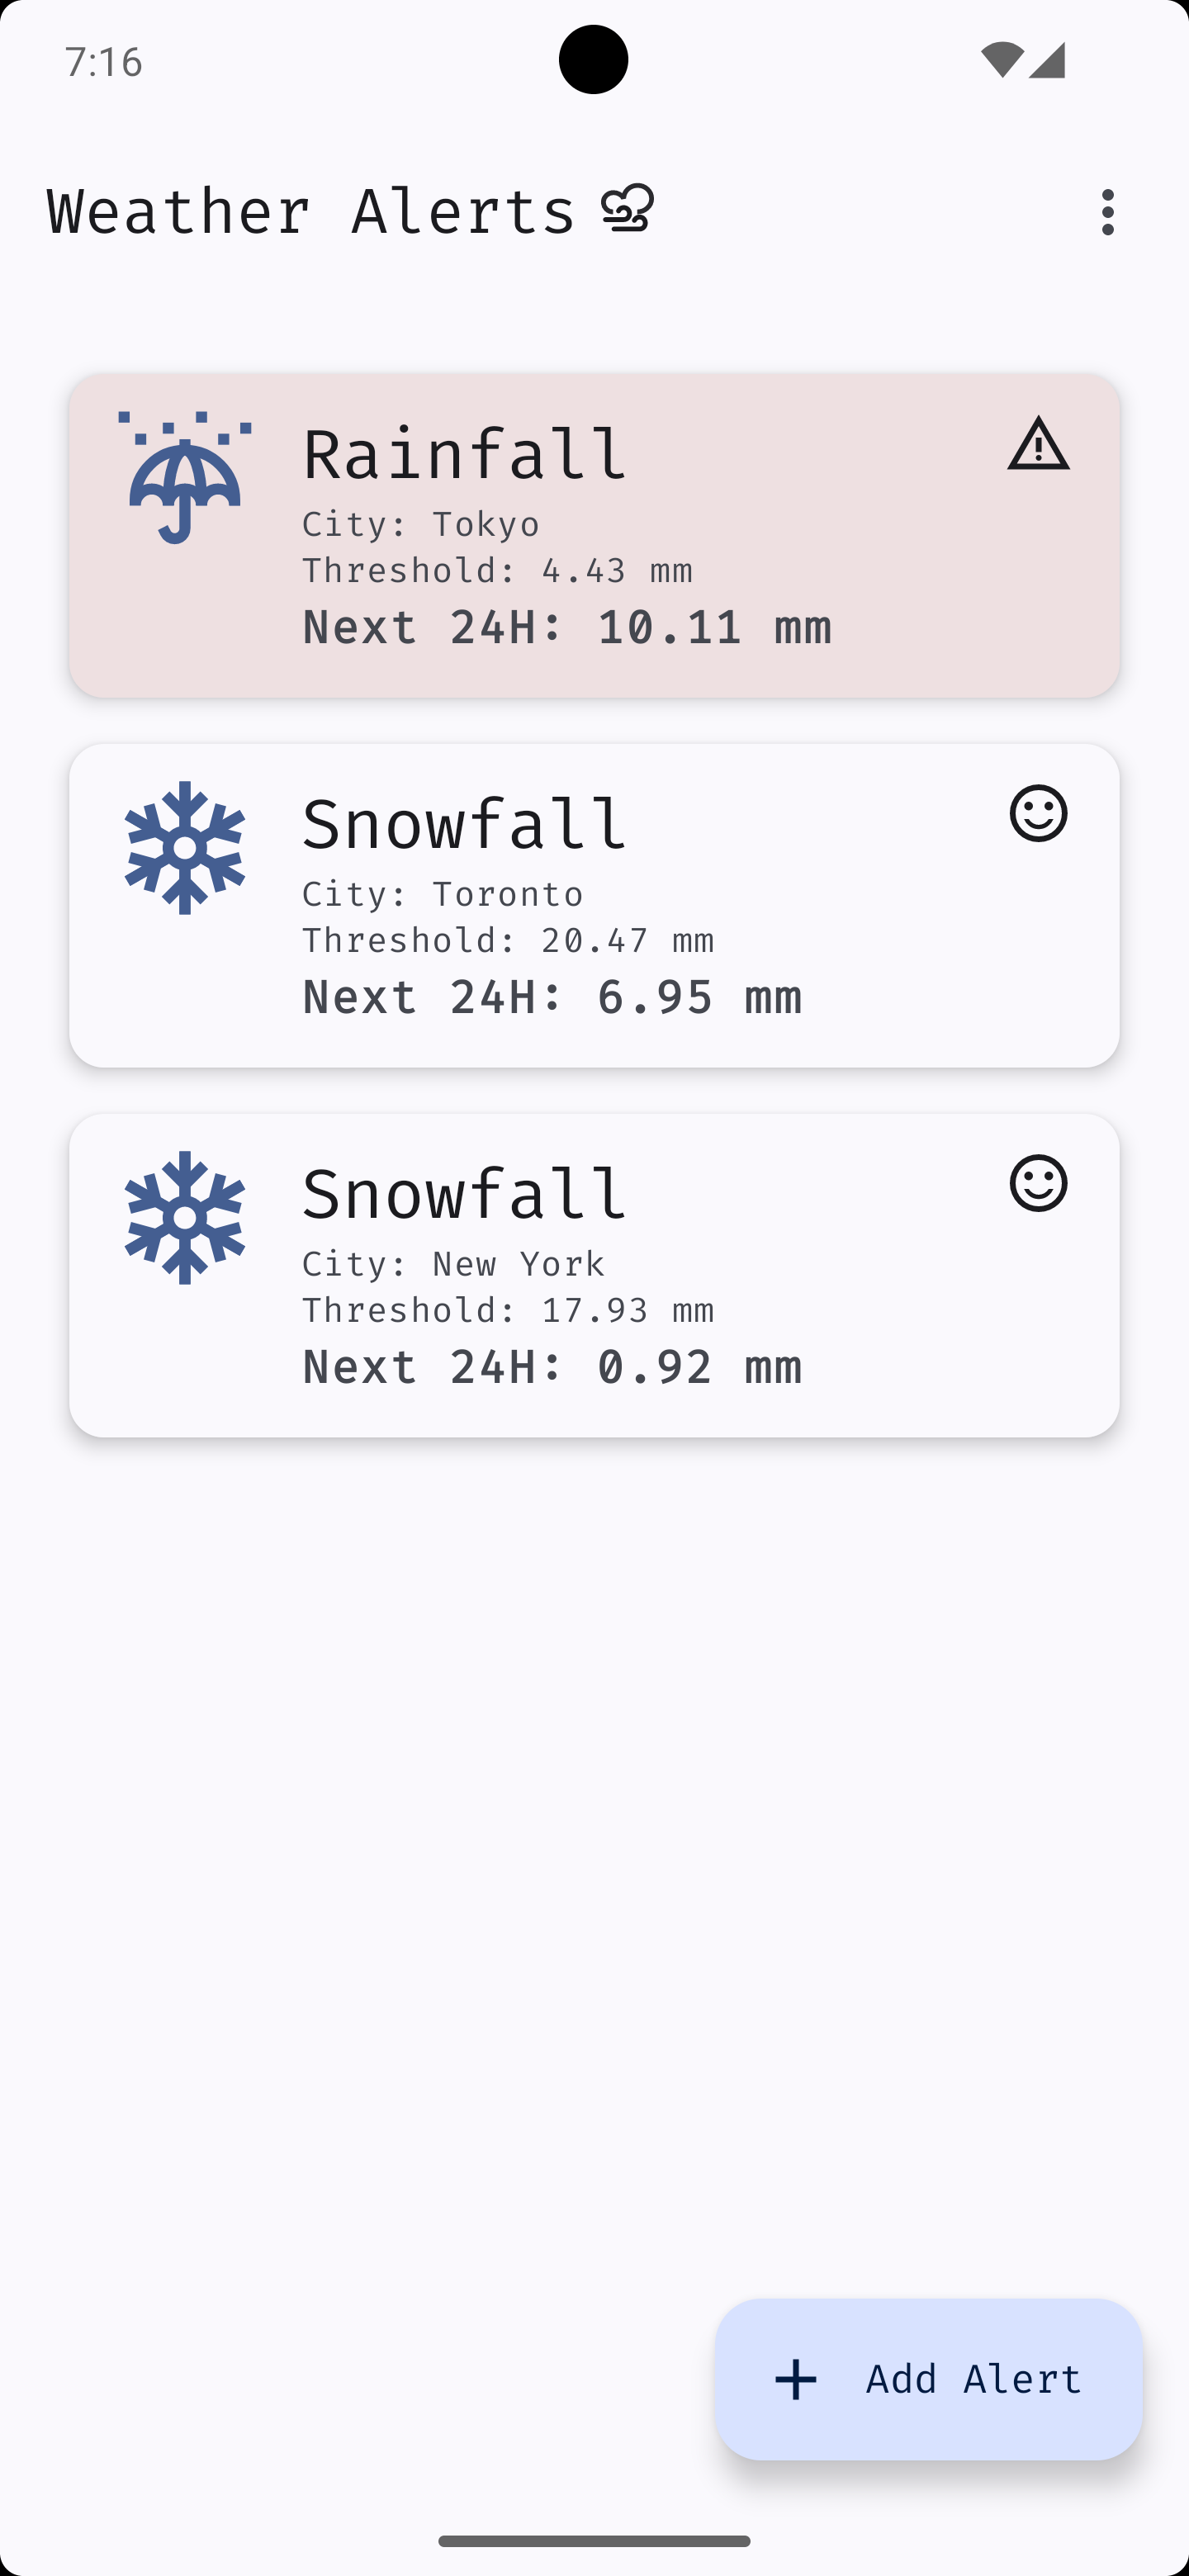 7:16
Weather Alerts
Rainfall
City: Tokyo
Threshold: 4.43 mm
Next 24H: 10.11 mm
Snowfall
City: Toronto
Threshold: 20.47 mm
Next 24H: 6.95 mm
Snowfall
City: New York
Threshold: 17.93 mm
Next 24H: 0.92 mm
Add Alert